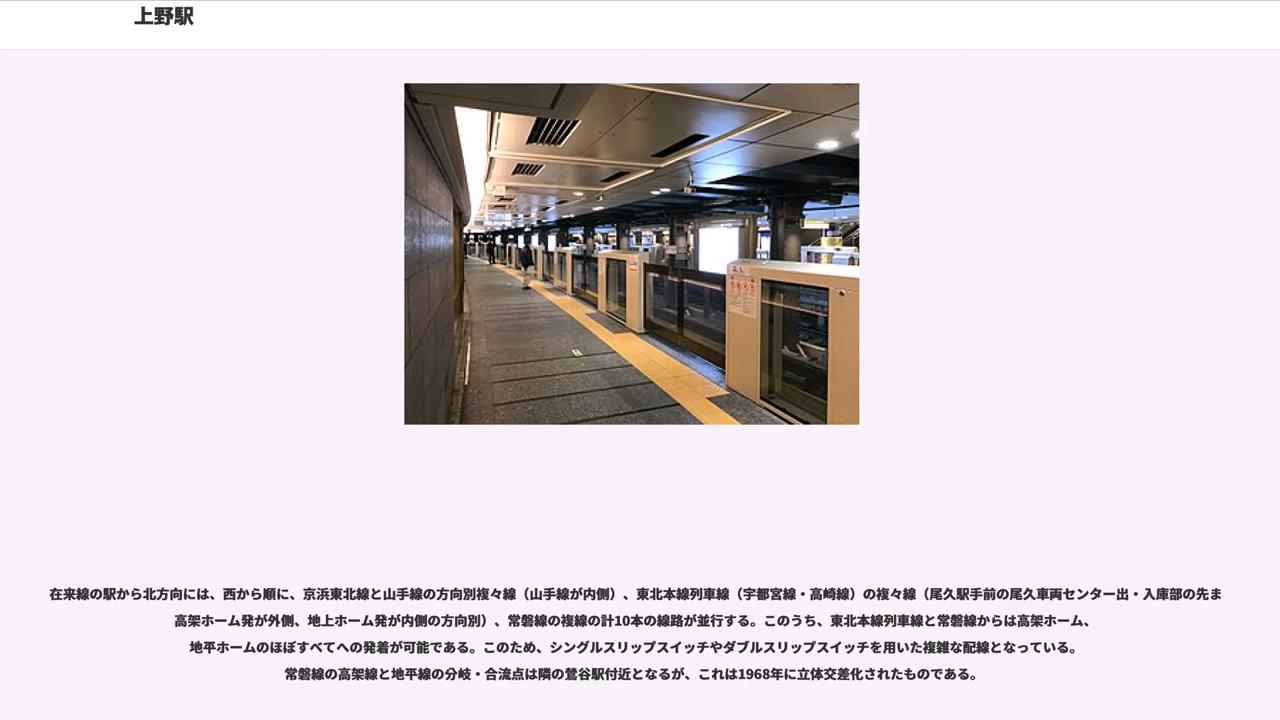 上野駅
在来線の駅から北方向には、西から順に、京浜東北線と山手線の方向別複々線（山手線が内側）、東北本線列車線（宇都宮線・高崎線）の複々線（尾久駅手前の尾久車両センター出・入庫部の先ま
高架ホーム発が外側、地上ホーム発が内側の方向別）、常磐線の複線の計10本の線路が並行する。このうち、東北本線列車線と常磐線からは高架ホーム、
地平ホームのほぼすべてへの発着が可能である。このため、シングルスリップスイッチやダブルスリップスイッチを用いた複雑な配線となっている。
常磐線の高架線と地平線の分岐・合流点は隣の鶯谷駅付近となるが、これは1968年に立体交差化されたものである。